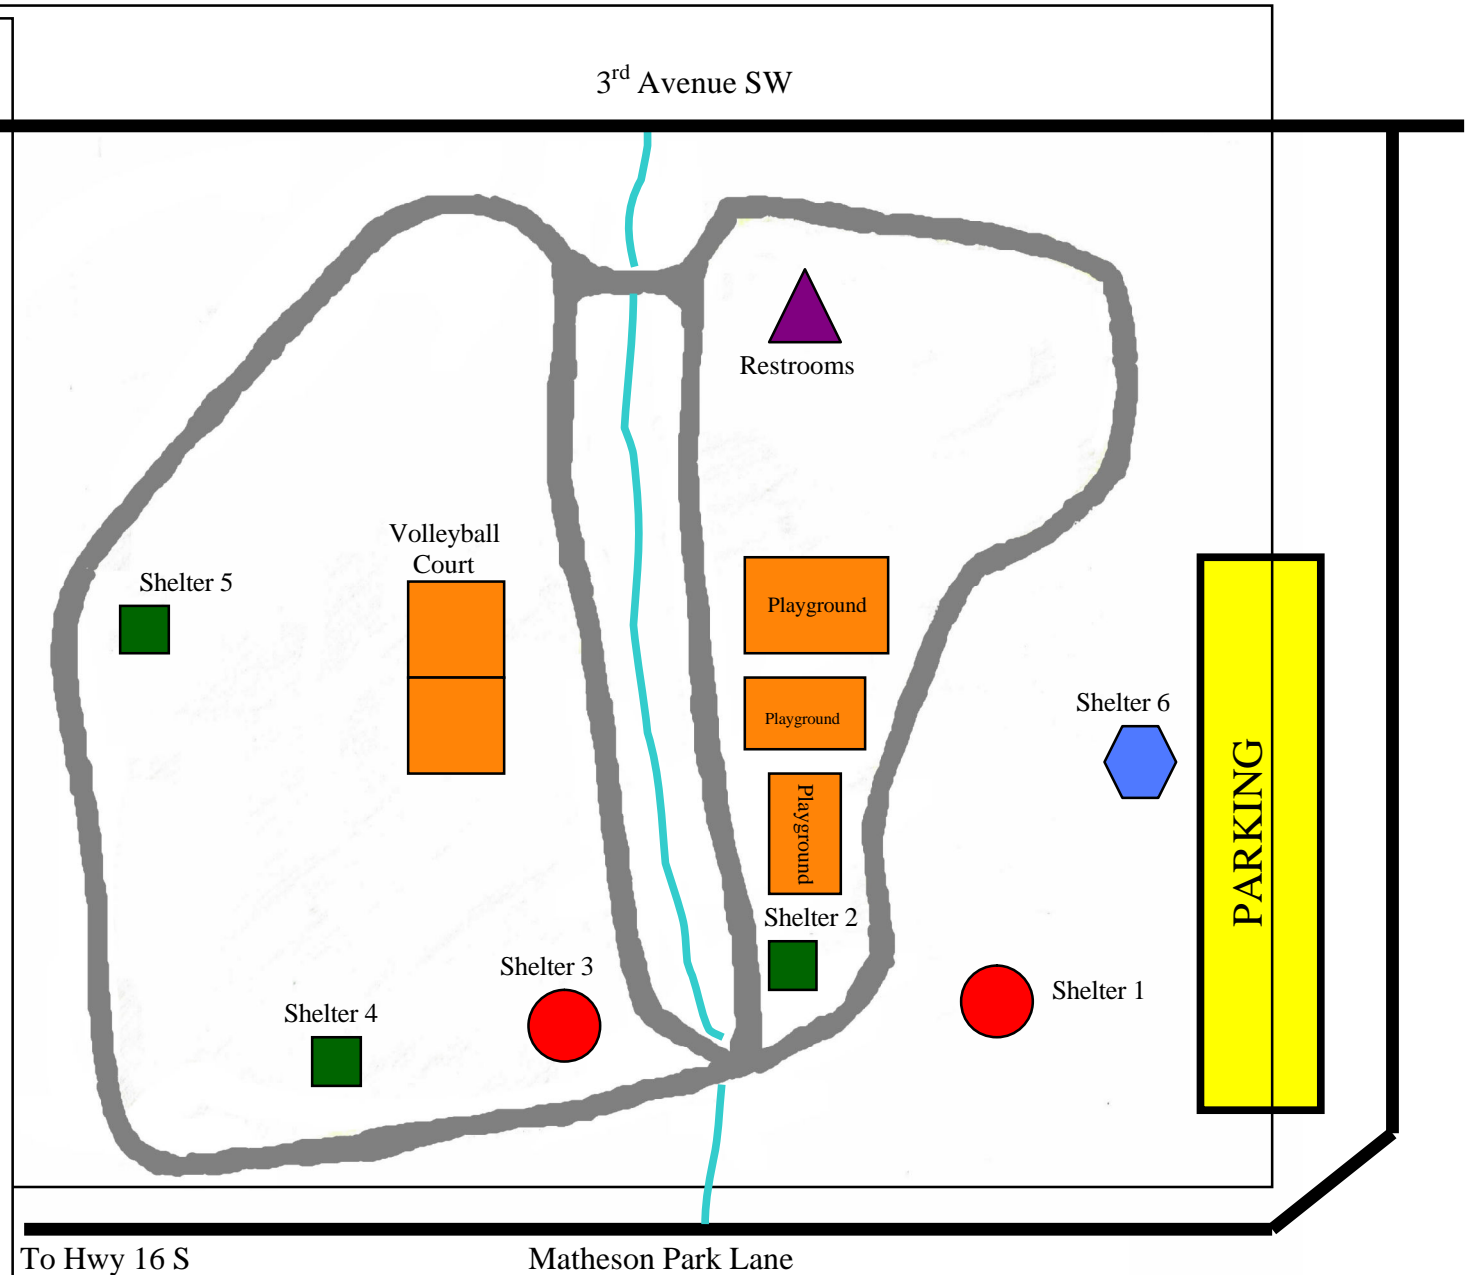 3rd Avenue SW
Restrooms
Volleyball
Court
Shelter 5
Playground
Playground
Shelter 6
PARKING
Playground
Shelter 2
Shelter 3
Shelter 1
Shelter 4
To Hwy 16 S
Matheson Park Lane